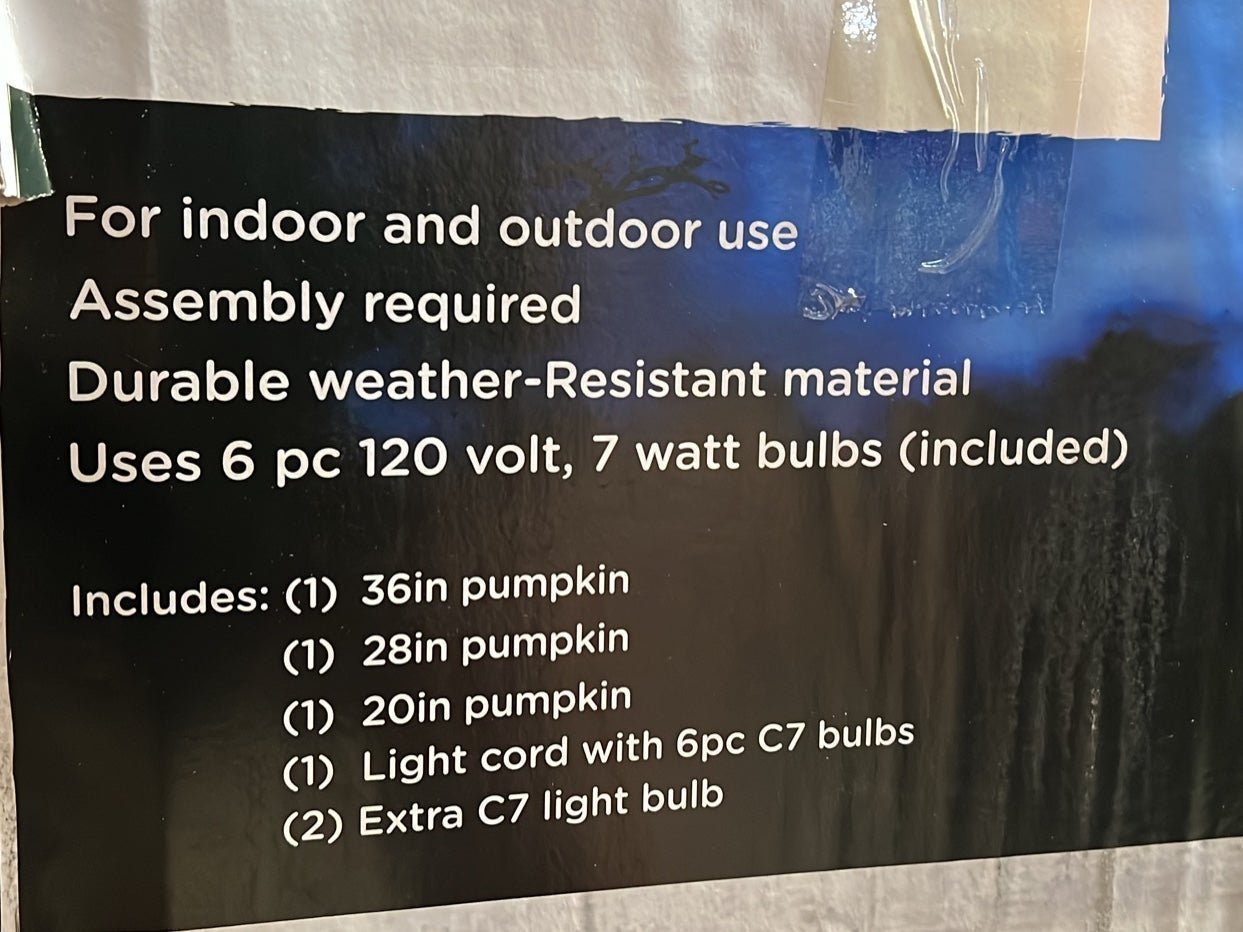 For indoor and outdoor use
Assembly required
Durable weather-Resistant material
Uses 6 pc 120 volt, 7 watt bulbs (included)
Includes: (1) 36in pumpkin
(1) 28in pumpkin
(1) 20in pumpkin
(1) Light cord with 6pc C7 bulbs
(2) Extra C7 light bulb